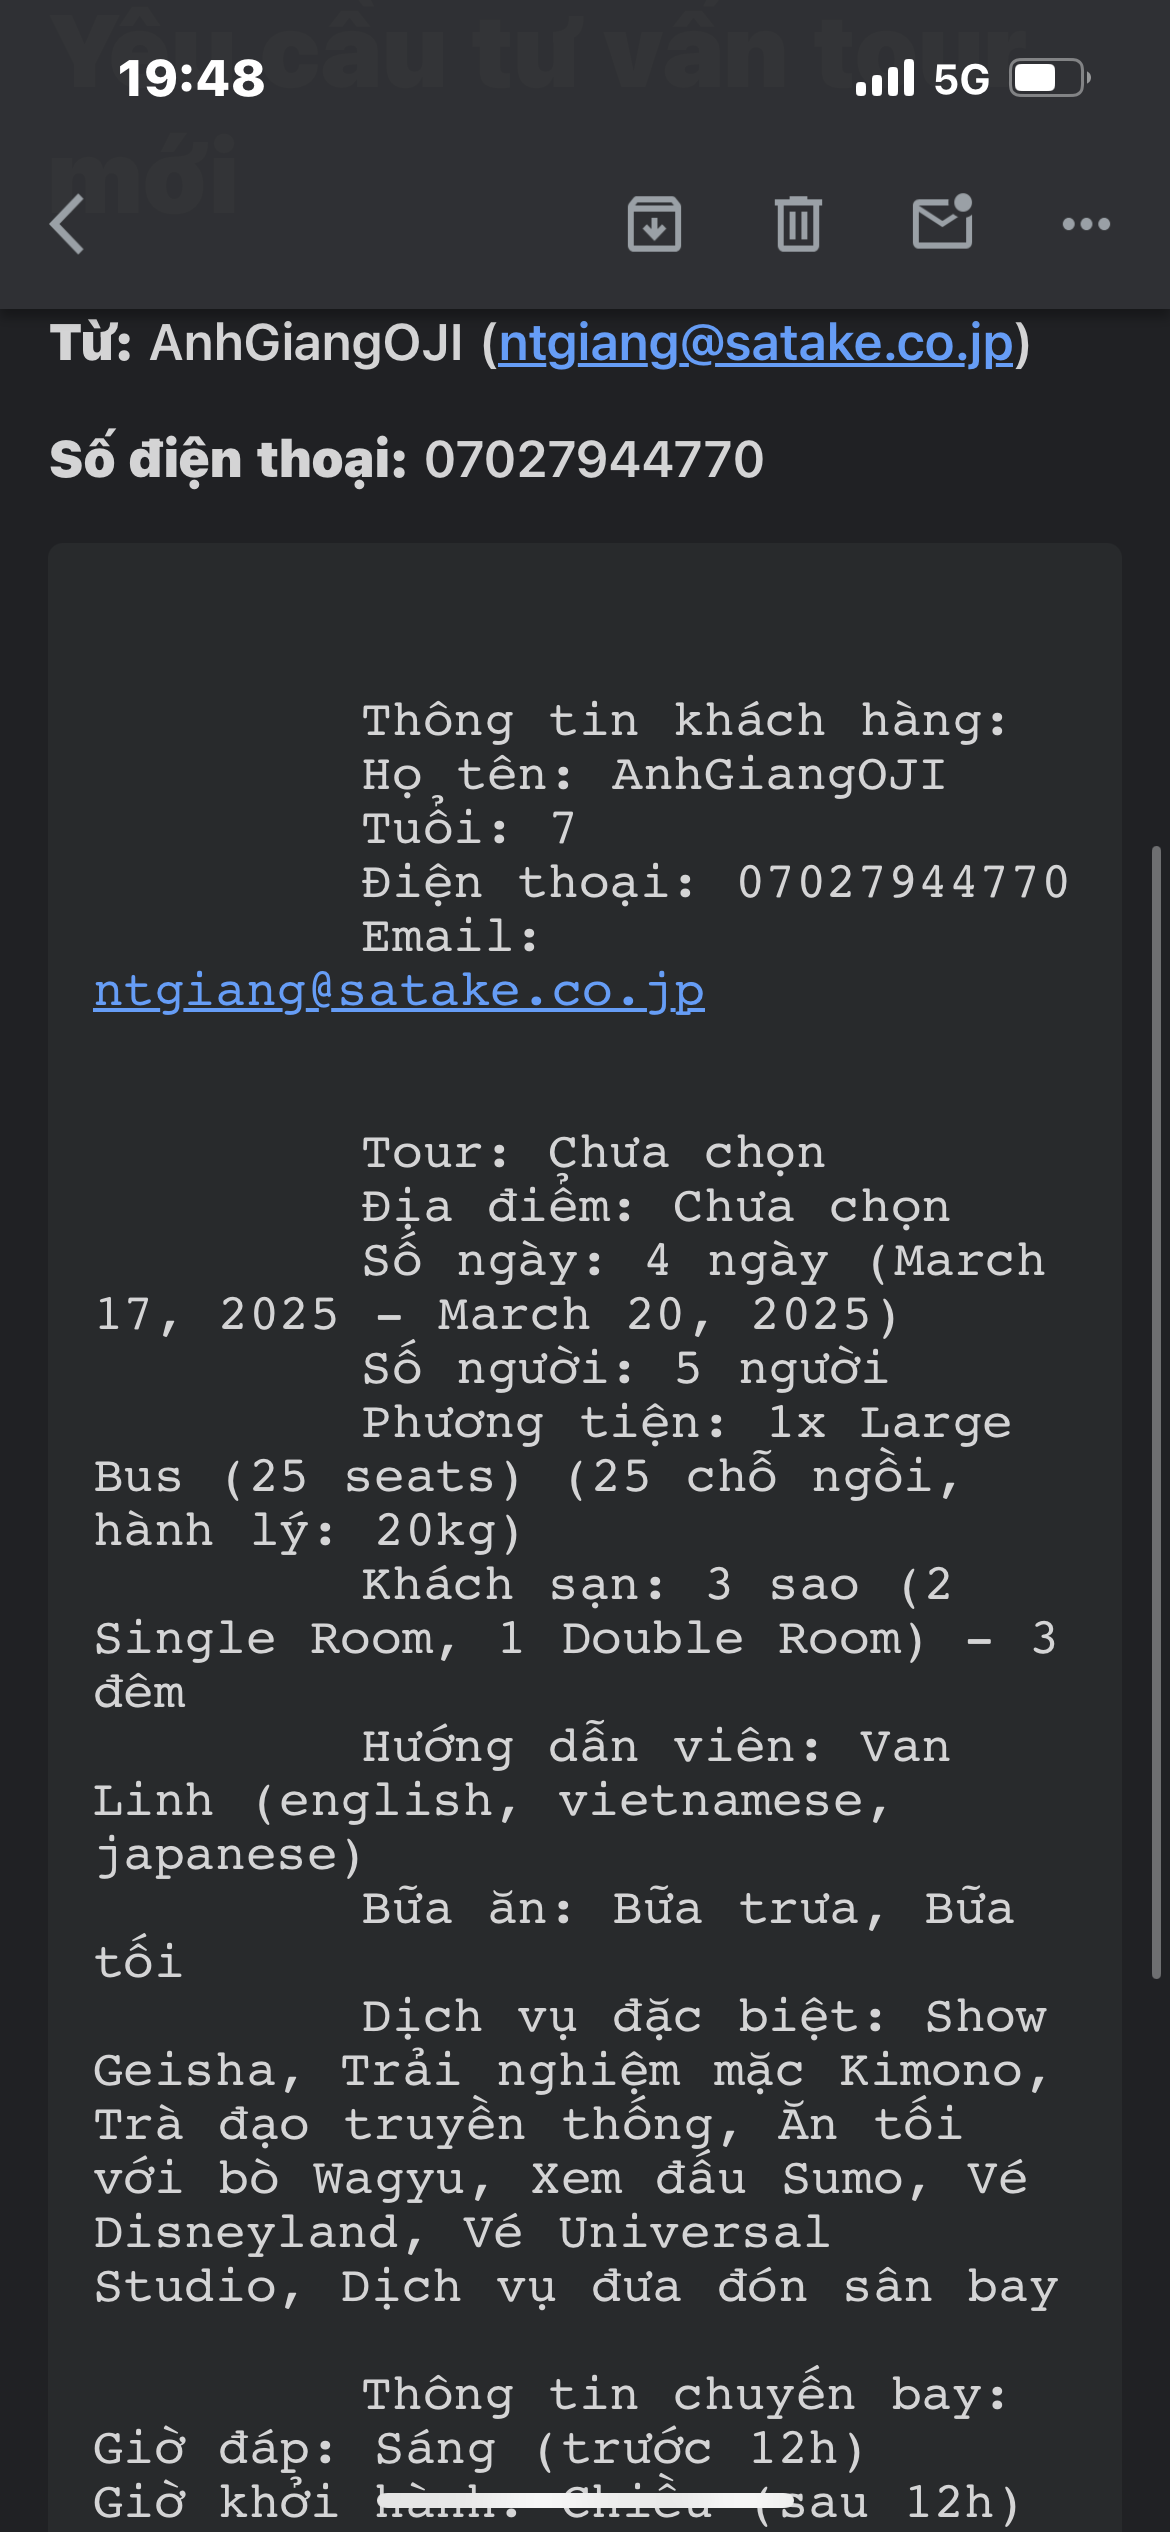 Yêu cầu tư vấn tour
19:48
5G
mới
Từ: AnhGiangOJI (ntgiang@satake.co.jp)
Số điện thoại: 07027944770
Thông tin khách hàng:
Họ tên: AnhGiangOJI
Tuổi: 7
Điện thoại: 07027944770
Email:
ntgiang@satake.co.jp
Tour: Chưa chọn
Địa điểm: Chưa chọn
Số ngày: 4 ngày (March
17, 2025 - March 20, 2025)
Số người: 5 người
Phương tiện: 1x Large
Bus (25 seats) (25 chỗ ngồi,
hành lý: 20kg)
Khách sạn: 3 sao (2
Single Room, 1 Double Room) - 3
đêm
Hướng dẫn viên: Van
Linh (english, vietnamese,
japanese)
Bữa ăn: Bữa trưa, Bữa
tối
Dịch vụ đặc biệt: Show
Geisha, Trải nghiệm mặc Kimono,
Trà đạo truyền thống, Ăn tối
với bò Wagyu, Xem đấu Sumo, Vé
Disneyland, Vé Universal
Studio, Dịch vụ đưa đón sân bay
Thông tin chuyến bay:
Giờ đáp: Sáng (trước 12h)
Giờ khởi hành: Chiều (sau 12h)